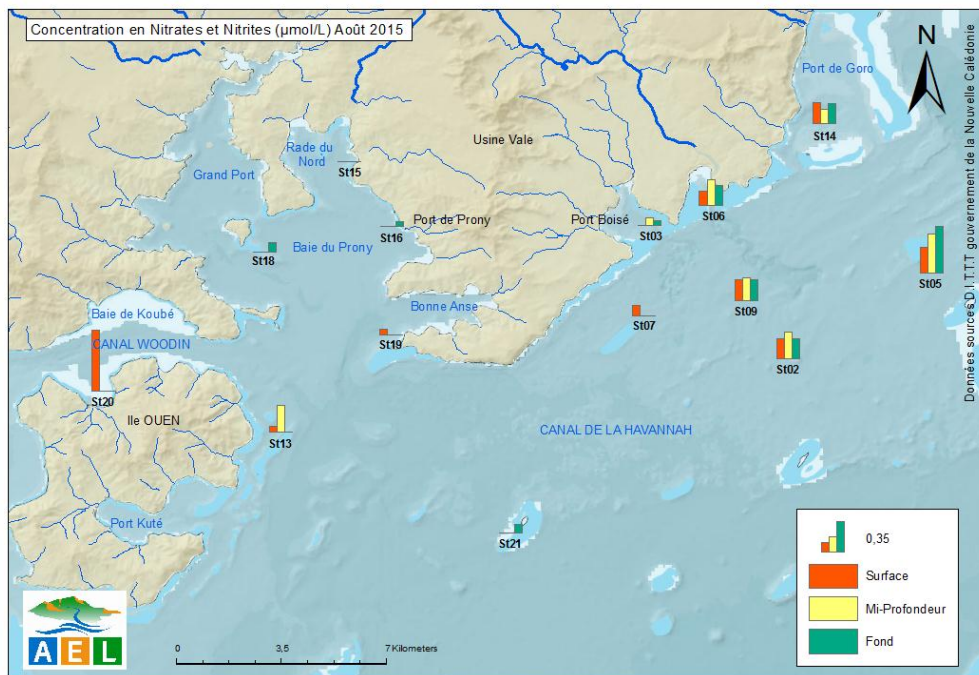 Concentration en Nitrates et Nitrites (µmol/L) Août 2015
N
Port de Goro
St14
Usine Vale
Rade du
Nord
St15
Grand Port
St06
Port de Prony
St16
Port Boisé
St03
Baie du Prony
St18
St05
Bonne Anse
St09
Baie de Koubé
St07
St19
CANAL WOODIN
St02
St20
Ile OUEN
St13
CANAL DE LA HAVANNAH
Port Kuté
St21
0,35
Surface
Mi-Profondeur
Fond
AEL
0 3,5 7 Kilometers
Données sources D.I.T.T.T gouvernement de la Nouvelle Calédonie